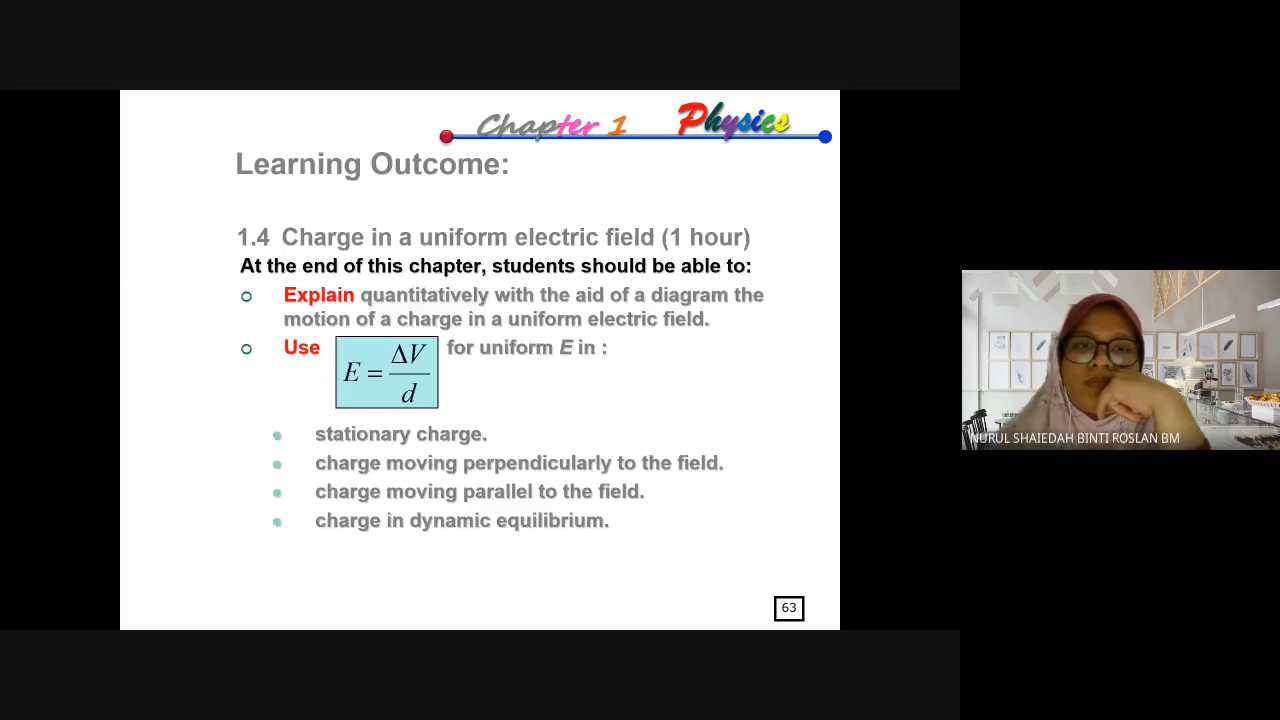 Chapter 1 Physics
Learning Outcome:
1.4 Charge in a uniform electric field (1 hour)
At the end of this chapter, students should be able to:
Explain quantitatively with the aid of a diagram the
motion of a charge in a uniform electric field.
Use E = ΔV/d for uniform E in :
stationary charge.
charge moving perpendicularly to the field.
charge moving parallel to the field.
charge in dynamic equilibrium.
63
NURUL SHAIEDAH BINTI ROSLAN BM